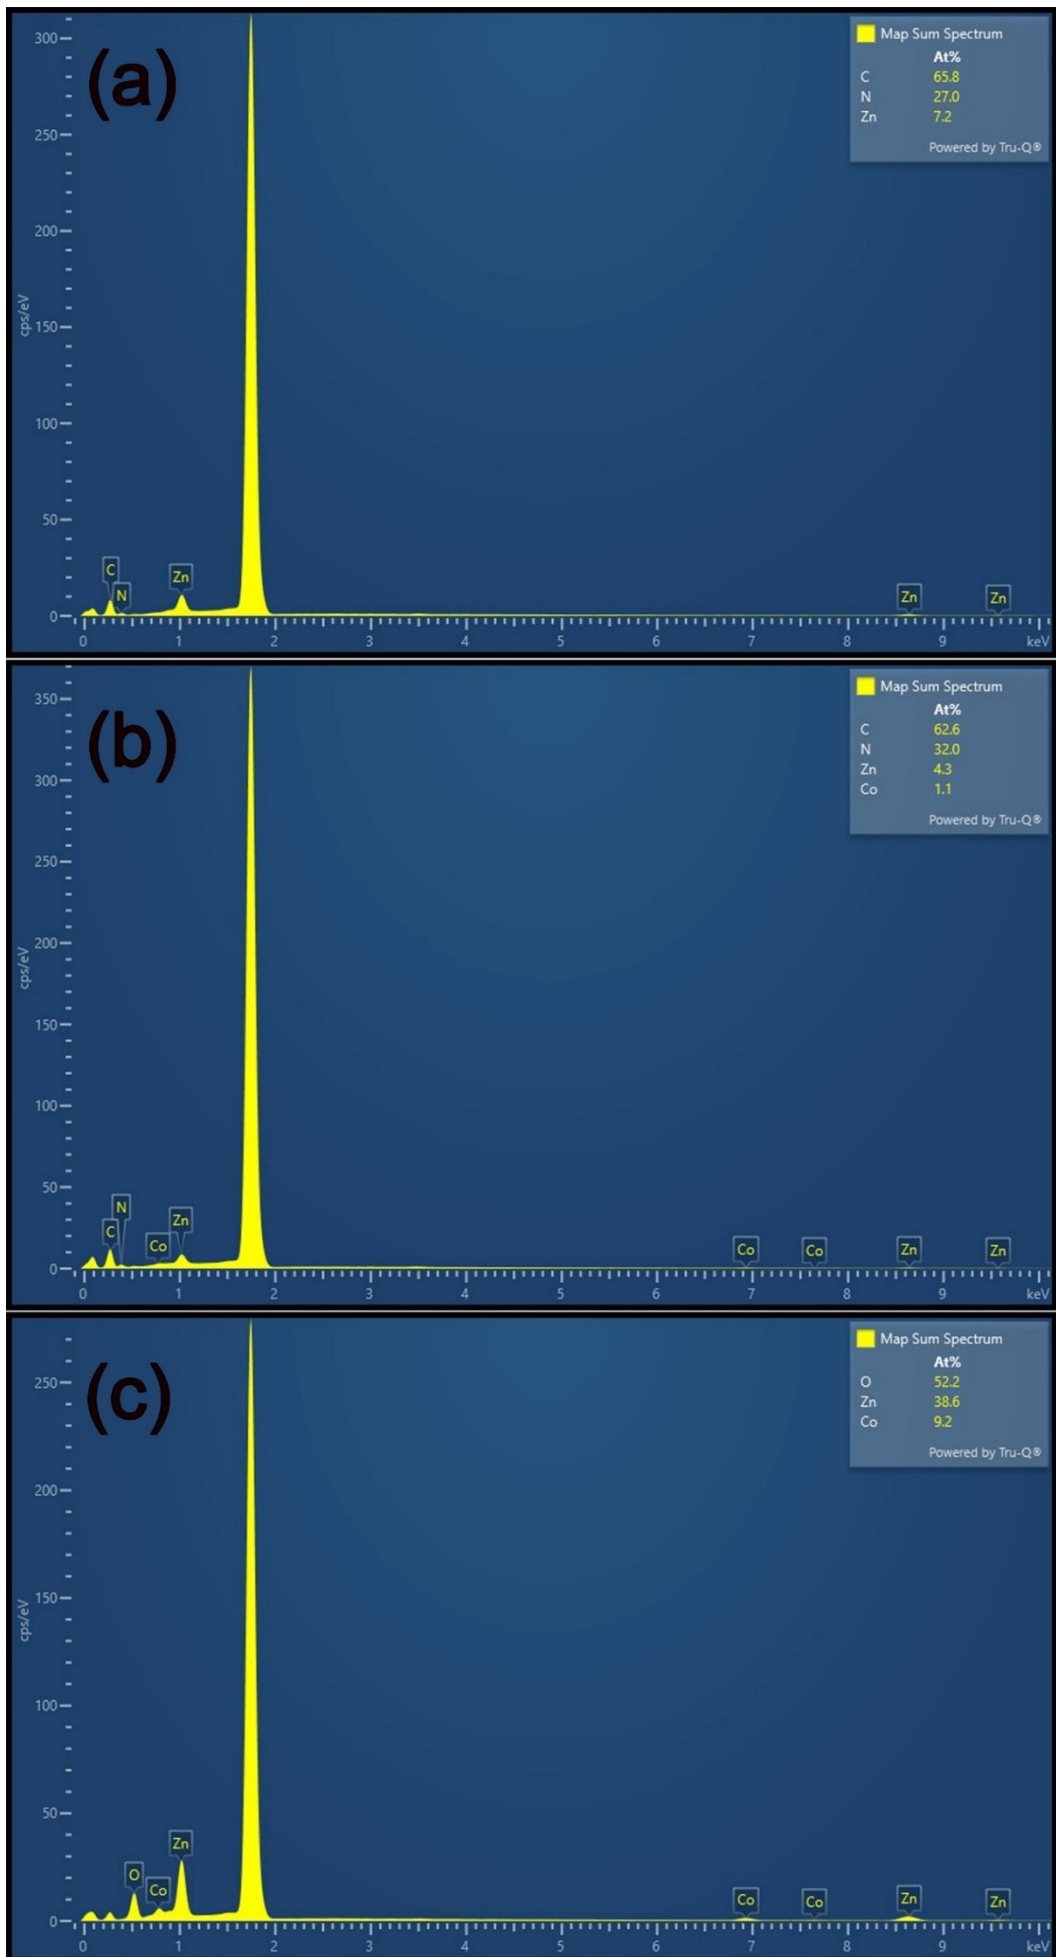 (a)
Map Sum Spectrum
At%
C 65.8
N 27.0
Zn 7.2
Powered by Tru-Q®
300
250
200
150
100
50
0
cps/eV
C
N
Zn
Zn
Zn
0 1 2 3 4 5 6 7 8 9 keV
(b)
Map Sum Spectrum
At%
C 62.6
N 32.0
Zn 4.3
Co 1.1
Powered by Tru-Q®
350
300
250
200
150
100
50
0
cps/eV
N
C
Zn
Co
Co
Co
Zn
Zn
0 1 2 3 4 5 6 7 8 9 keV
(c)
Map Sum Spectrum
At%
O 52.2
Zn 38.6
Co 9.2
Powered by Tru-Q®
250
200
150
100
50
0
cps/eV
Zn
O
Co
Co
Co
Zn
Zn
0 1 2 3 4 5 6 7 8 9 keV